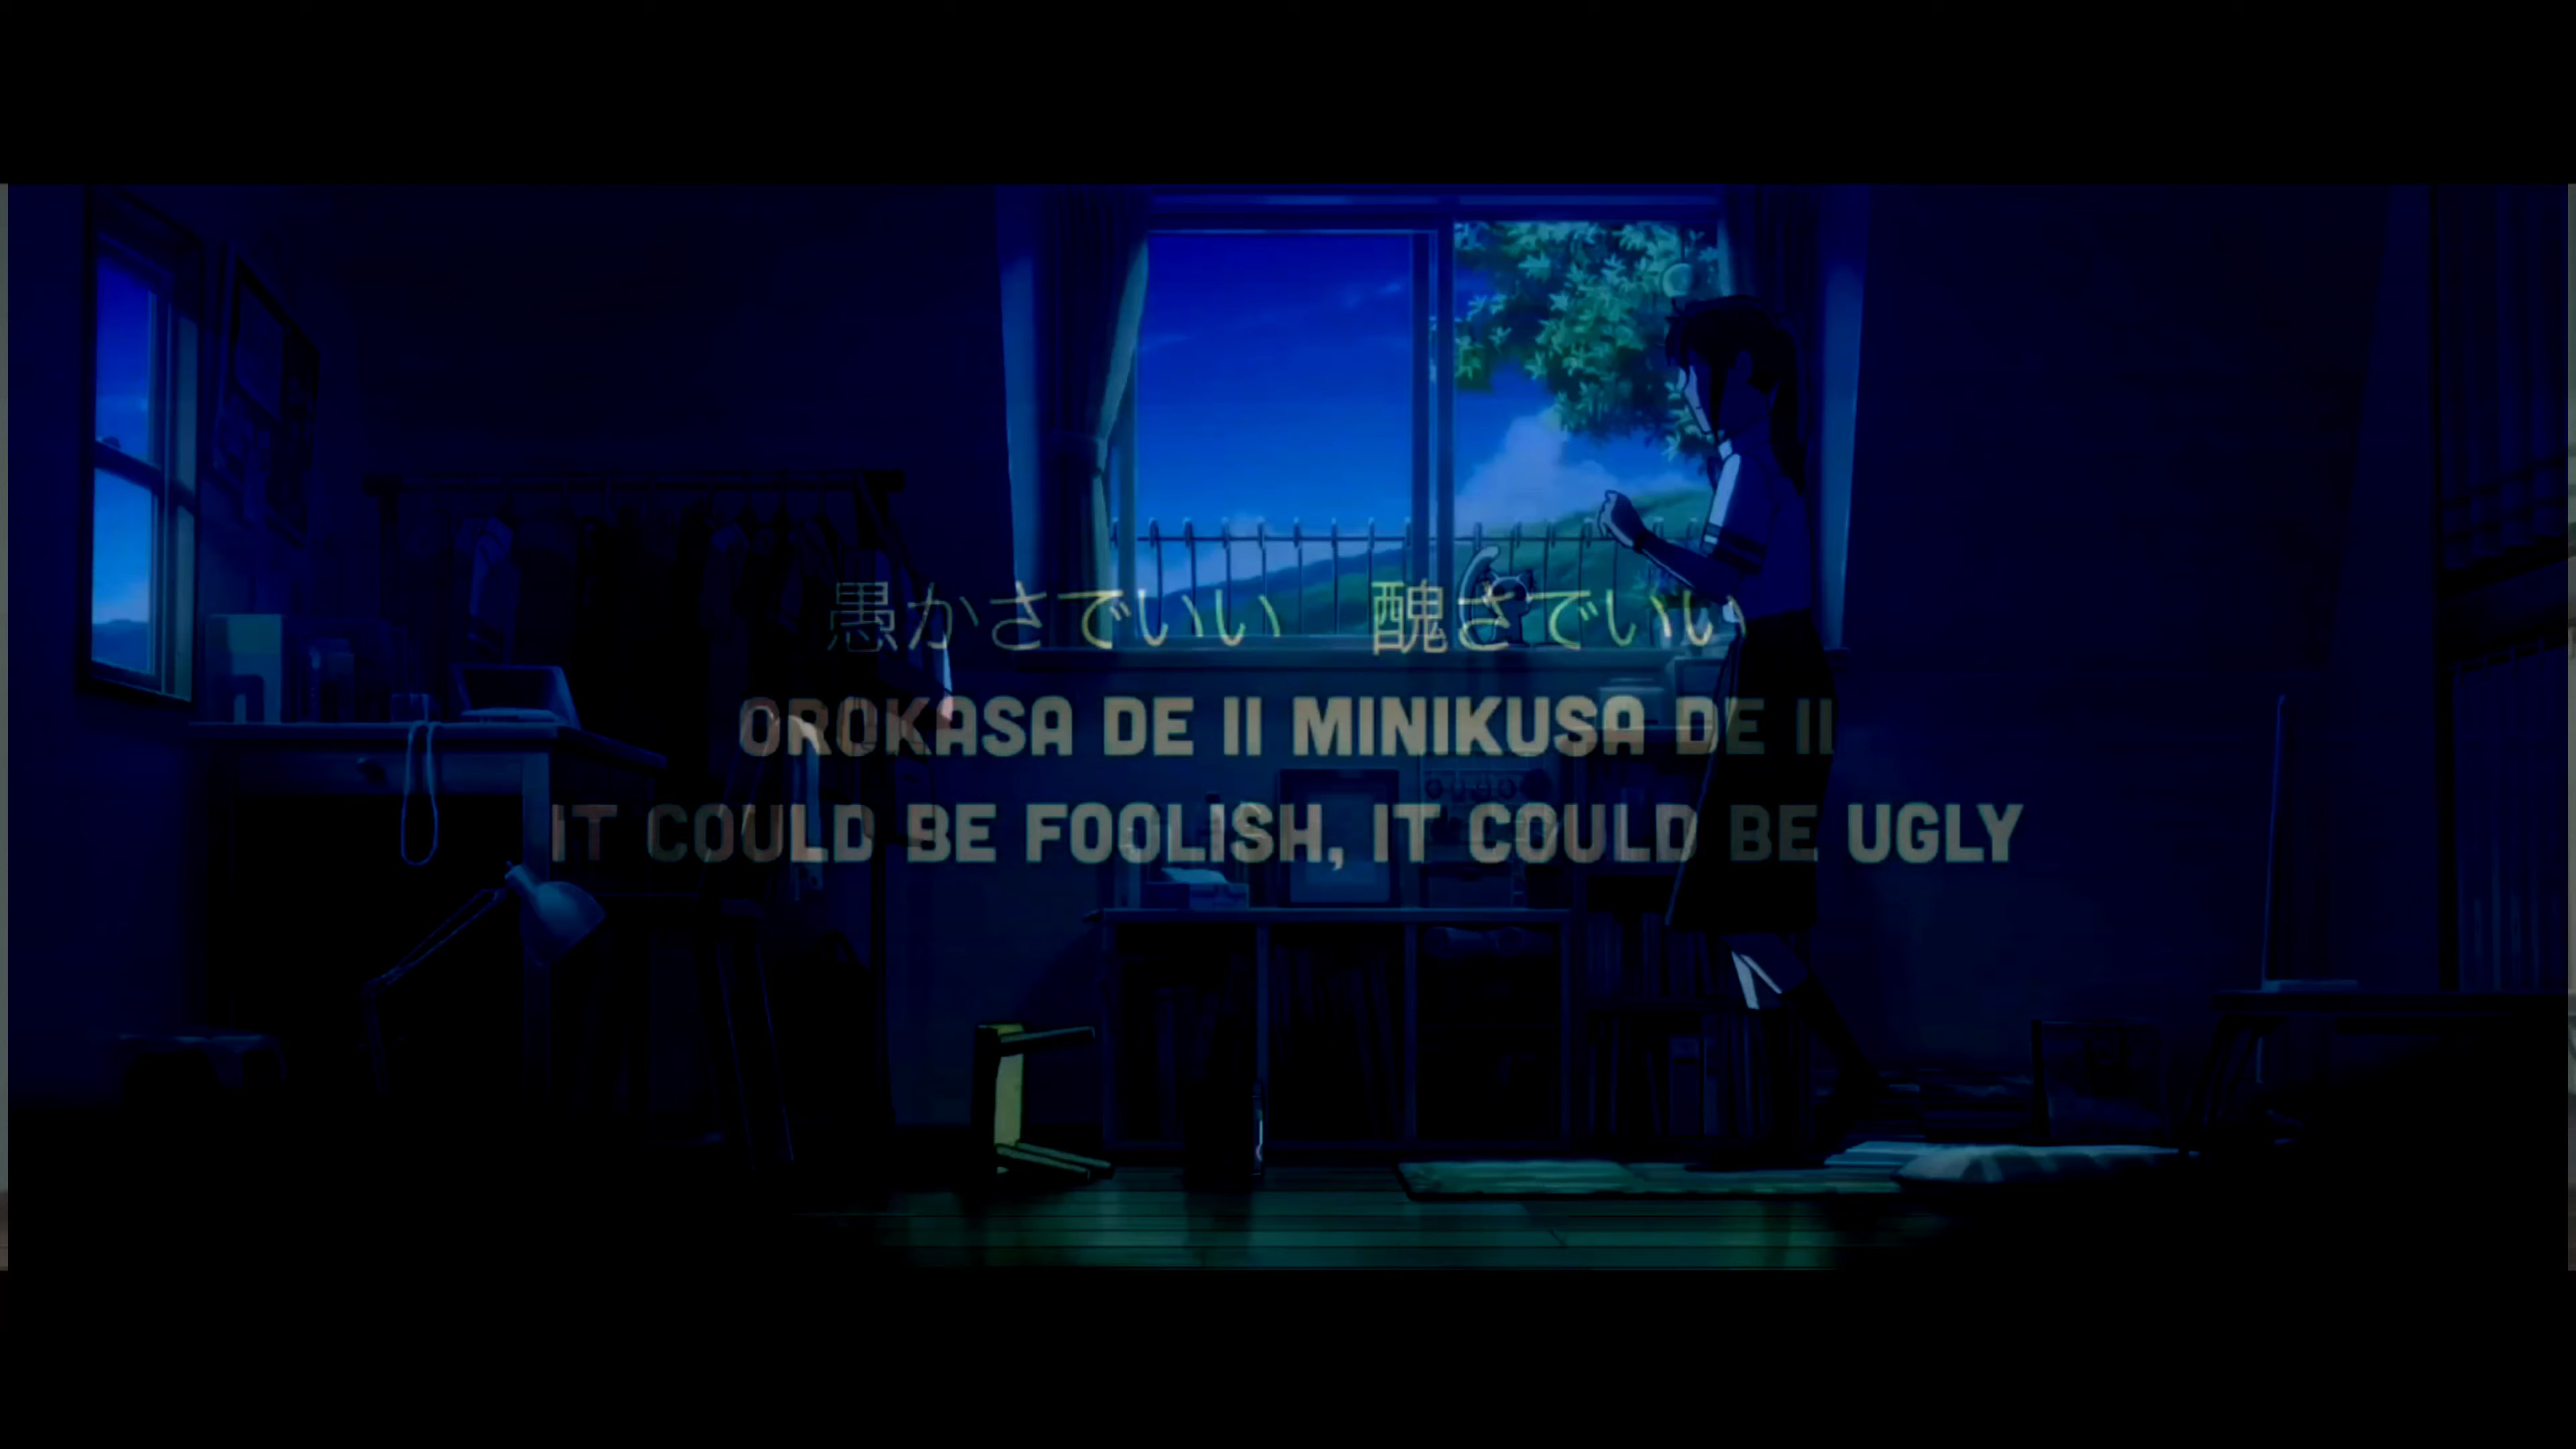 愚かさでいい　醜さでいい
OROKASA DE II MINIKUSA DE II
IT COULD BE FOOLISH, IT COULD BE UGLY